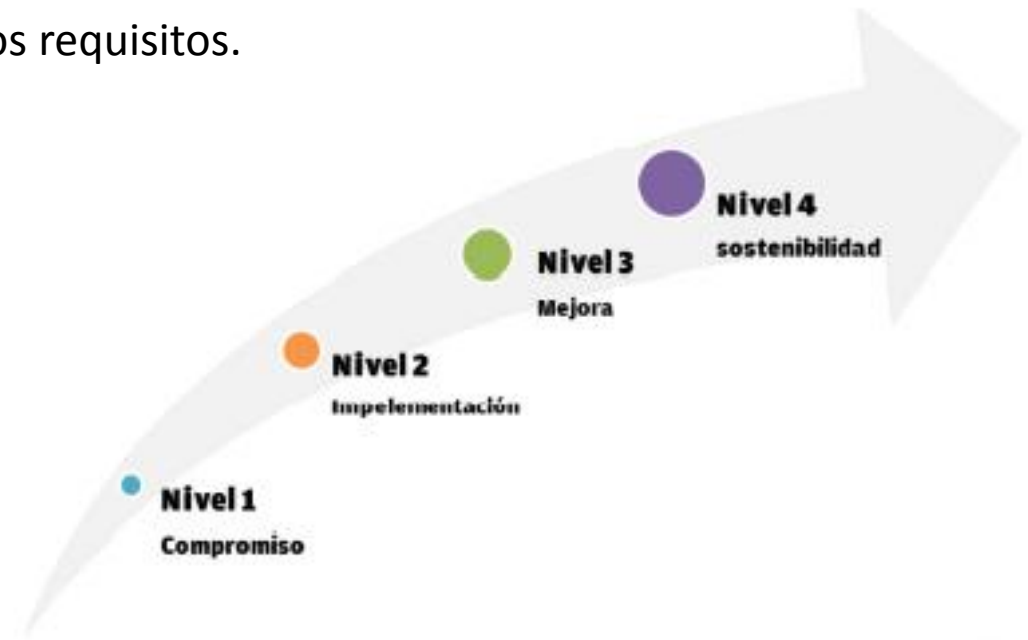 os requisitos.
Nivel 4
sostenibilidad
Nivel 3
Mejora
Nivel 2
Impelementación
Nivel 1
Compromiso